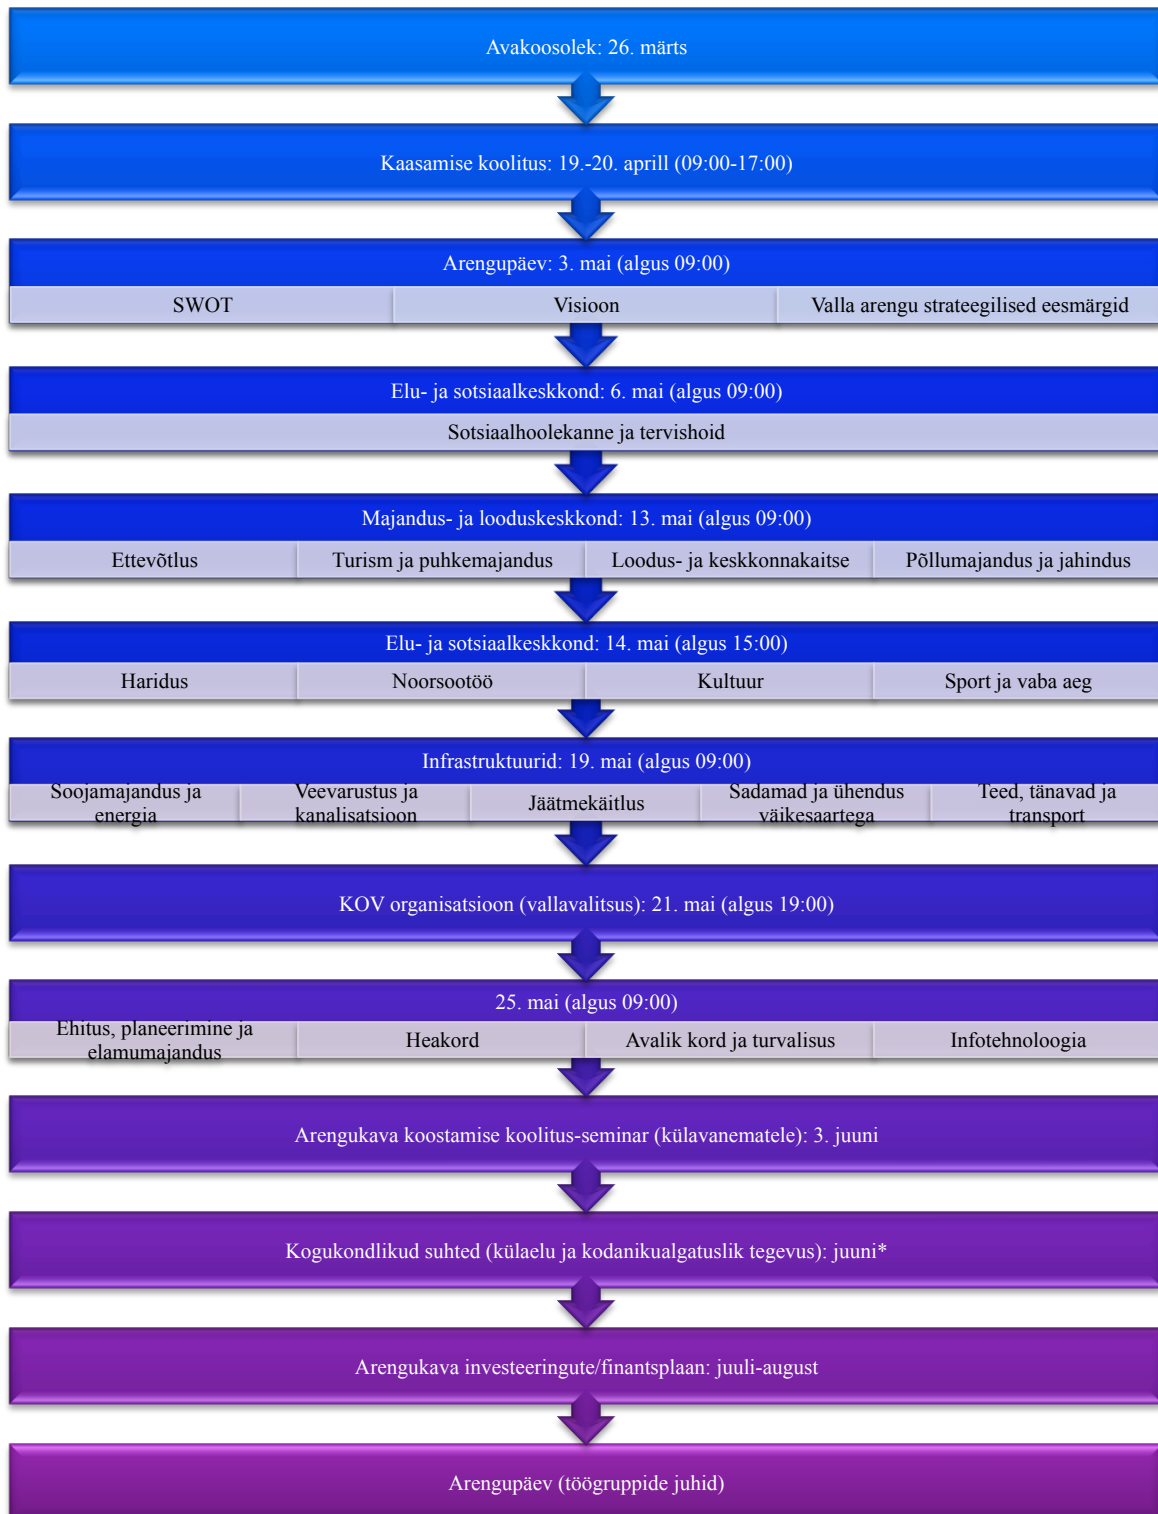 Avakoosolek: 26. märts
Kaasamise koolitus: 19.-20. aprill (09:00-17:00)
Arengupäev: 3. mai (algus 09:00)
SWOT
Visioon
Valla arengu strateegilised eesmärgid
Elu- ja sotsiaalkeskkond: 6. mai (algus 09:00)
Sotsiaalhoolekanne ja tervishoid
Majandus- ja looduskeskkond: 13. mai (algus 09:00)
Ettevõtlus
Turism ja puhkemajandus
Loodus- ja keskkonnakaitse
Põllumajandus ja jahindus
Elu- ja sotsiaalkeskkond: 14. mai (algus 15:00)
Haridus
Noorsootöö
Kultuur
Sport ja vaba aeg
Infrastruktuurid: 19. mai (algus 09:00)
Soojamajandus ja
energia
Veevarustus ja
kanalisatsioon
Jäätmekäitlus
Sadamad ja ühendus
väikesaartega
Teed, tänavad ja
transport
KOV organisatsioon (vallavalitsus): 21. mai (algus 19:00)
25. mai (algus 09:00)
Ehitus, planeerimine ja
elamumajandus
Heakord
Avalik kord ja turvalisus
Infotehnoloogia
Arengukava koostamise koolitus-seminar (külavanematele): 3. juuni
Kogukondlikud suhted (külaelu ja kodanikualgatuslik tegevus): juuni*
Arengukava investeeringute/finantsplaan: juuli-august
Arengupäev (töögruppide juhid)